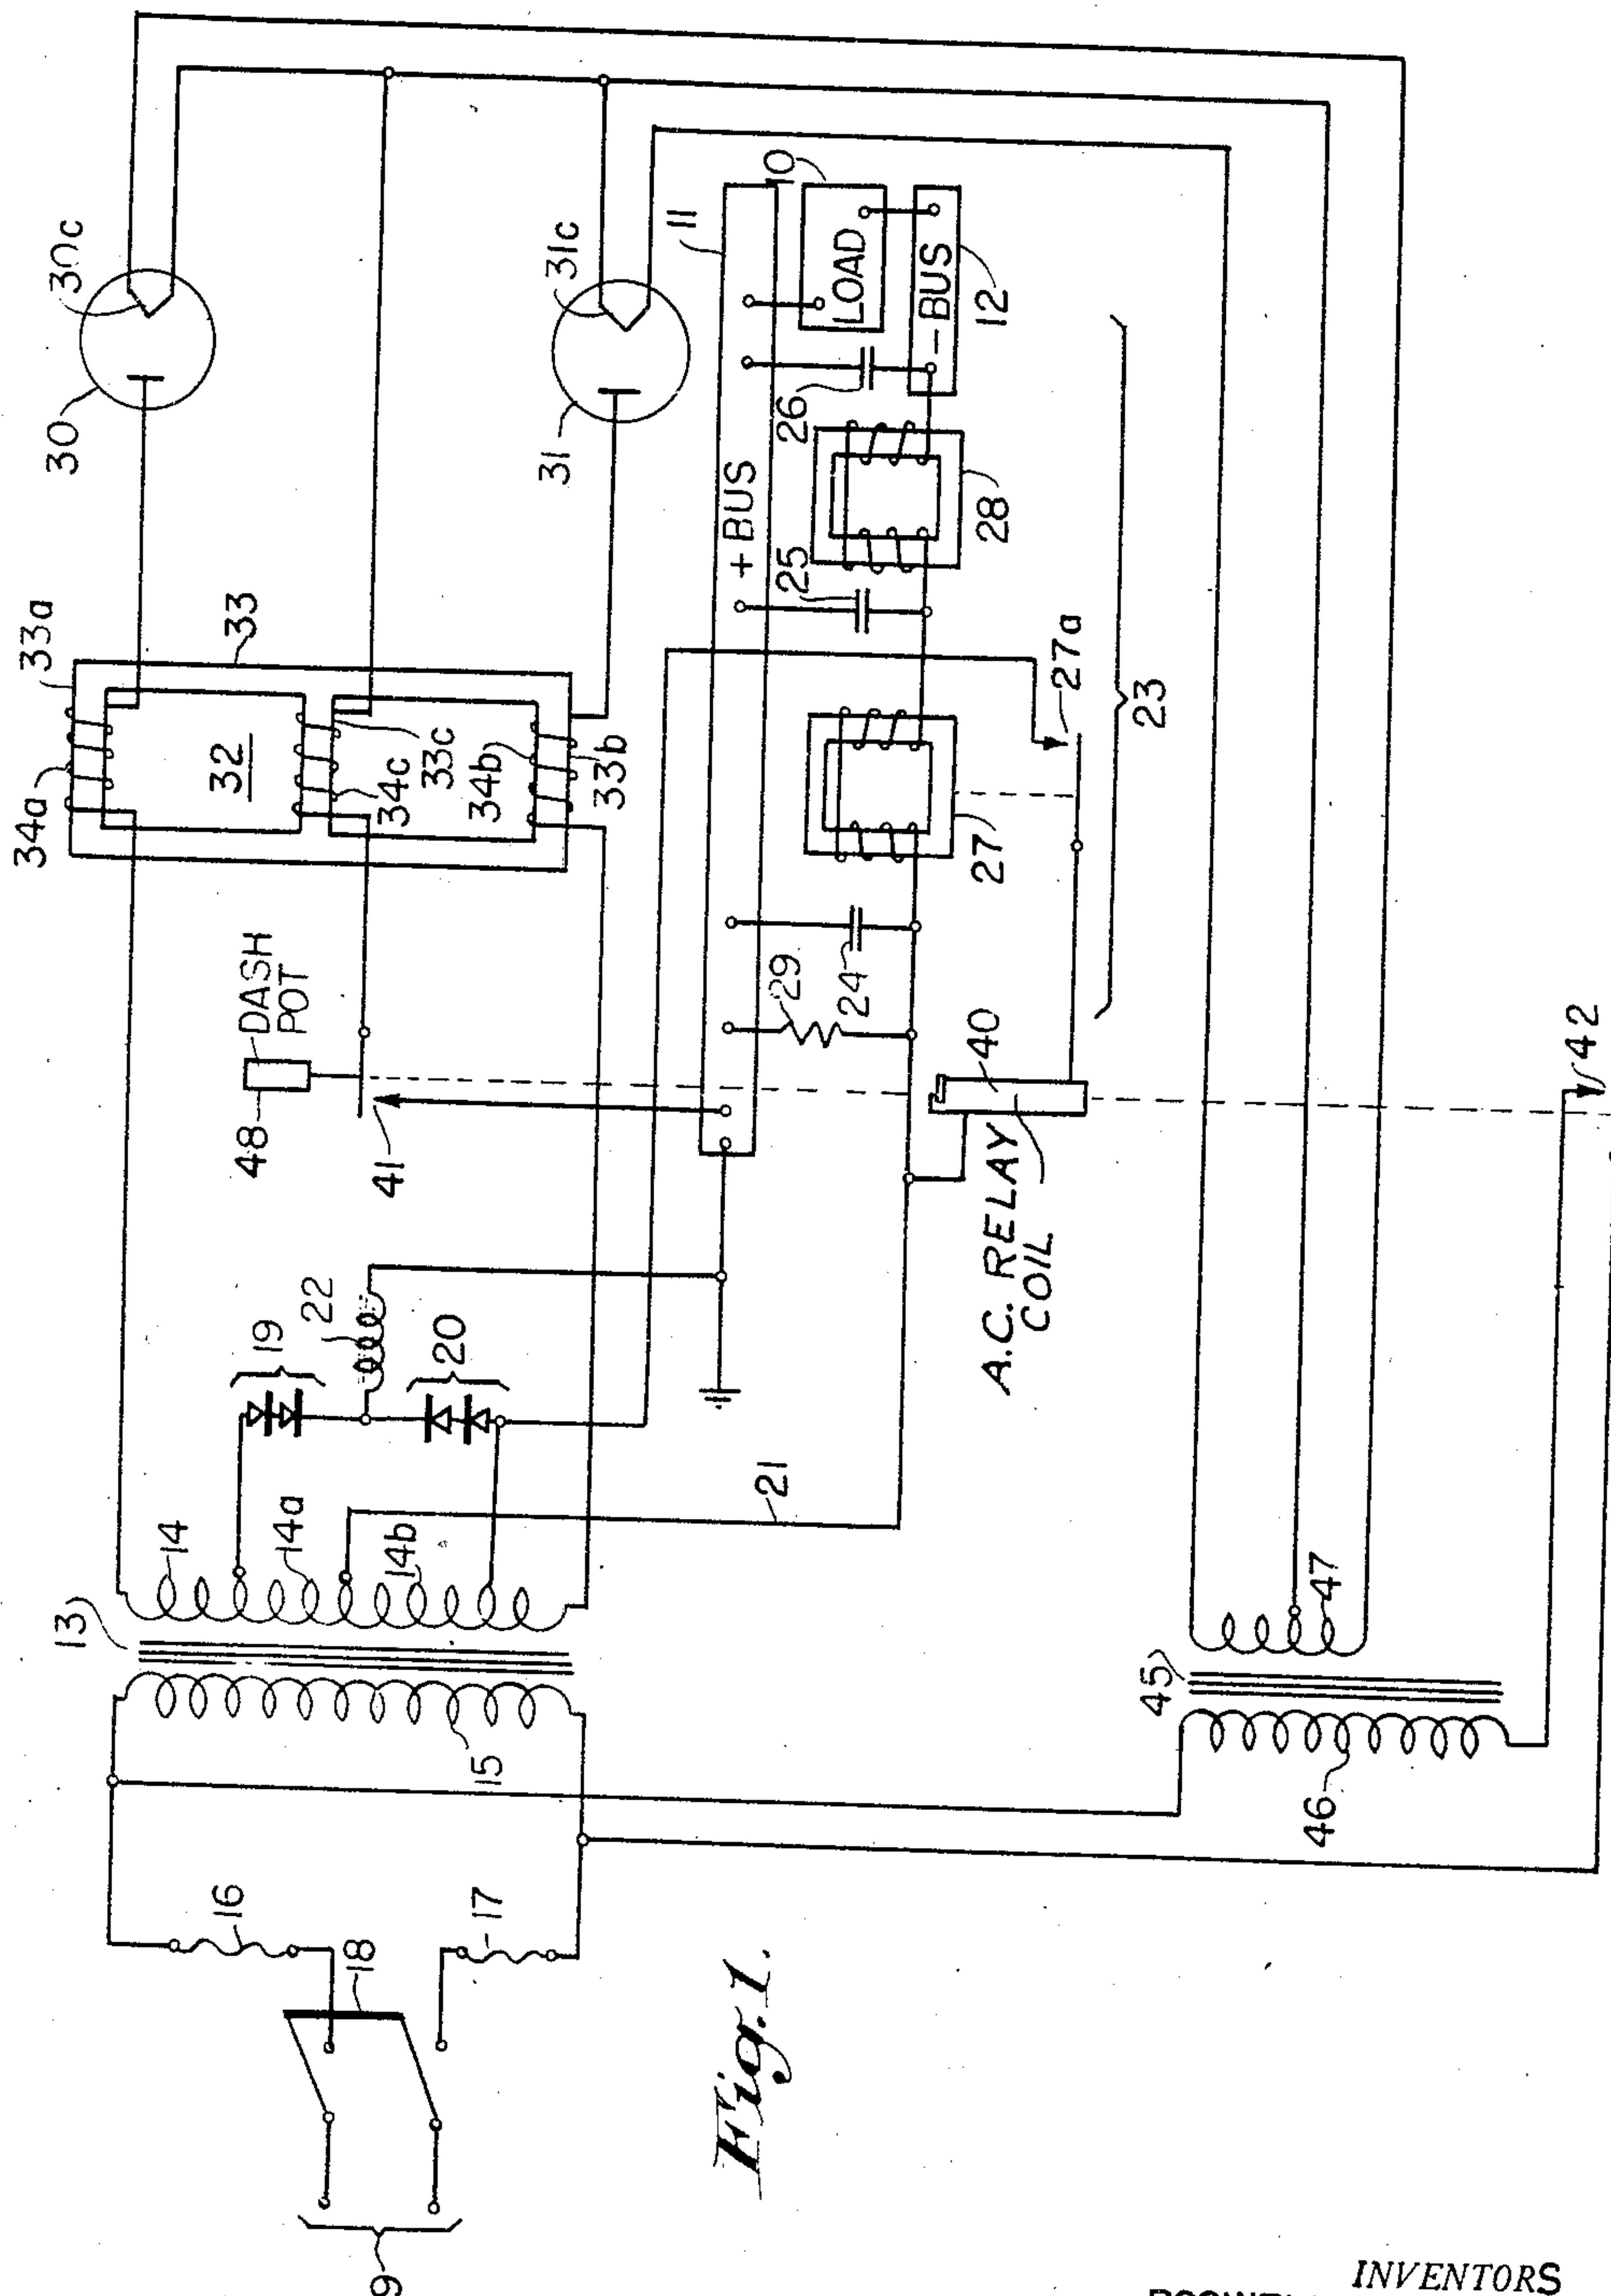 30c
30
31c
31
11
10
LOAD
+ BUS
– BUS
12
26
25
28
33a
33
34a
32
33c
34c
34b
33b
27a
23
27
DASH
POT
48
41
29
24
40
A.C. RELAY
COIL
42
19
22
20
21
14
14a
14b
13
15
47
45
46
16
17
18
9
Fig. 1.
INVENTORS